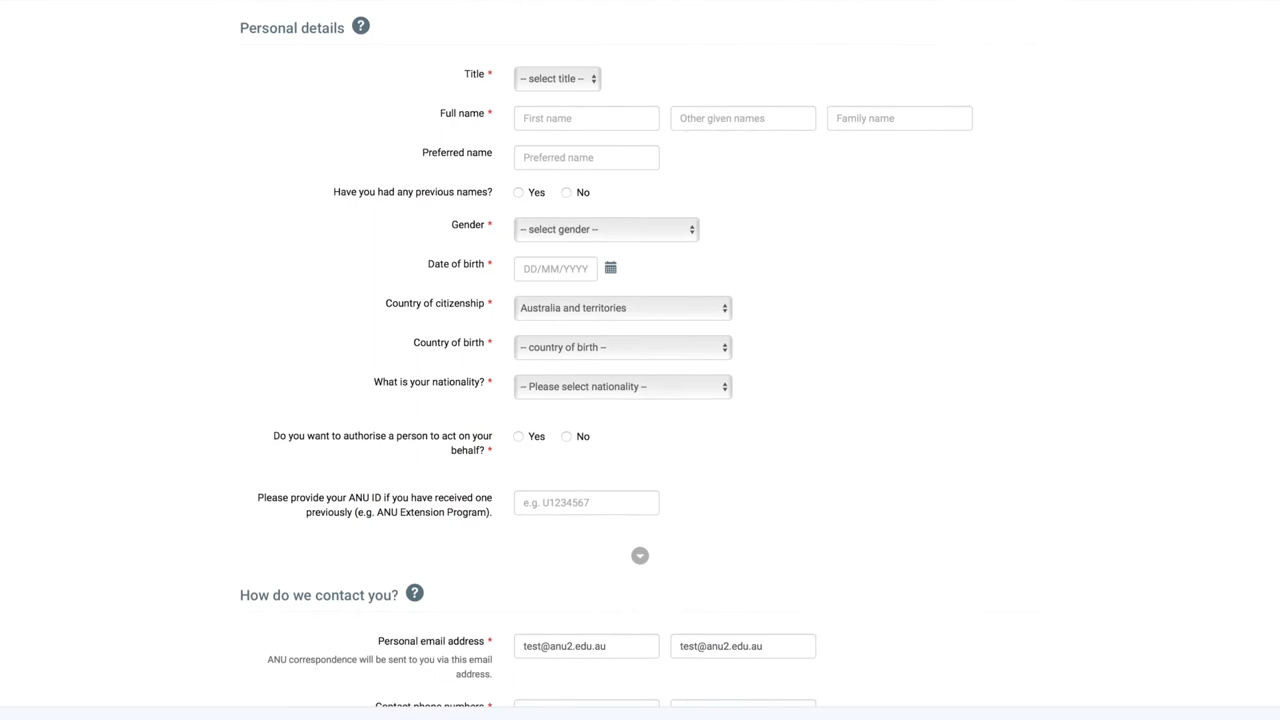 Personal details ?
Title * -- select title --
Full name * First name Other given names Family name
Preferred name Preferred name
Have you had any previous names? Yes No
Gender * -- select gender --
Date of birth * DD/MM/YYYY
Country of citizenship * Australia and territories
Country of birth * -- country of birth --
What is your nationality? * -- Please select nationality --
Do you want to authorise a person to act on your Yes No
behalf? *
Please provide your ANU ID if you have received one e.g. U1234567
previously (e.g. ANU Extension Program).
How do we contact you? ?
Personal email address * test@anu2.edu.au test@anu2.edu.au
ANU correspondence will be sent to you via this email
address.
Contact phone numbers *